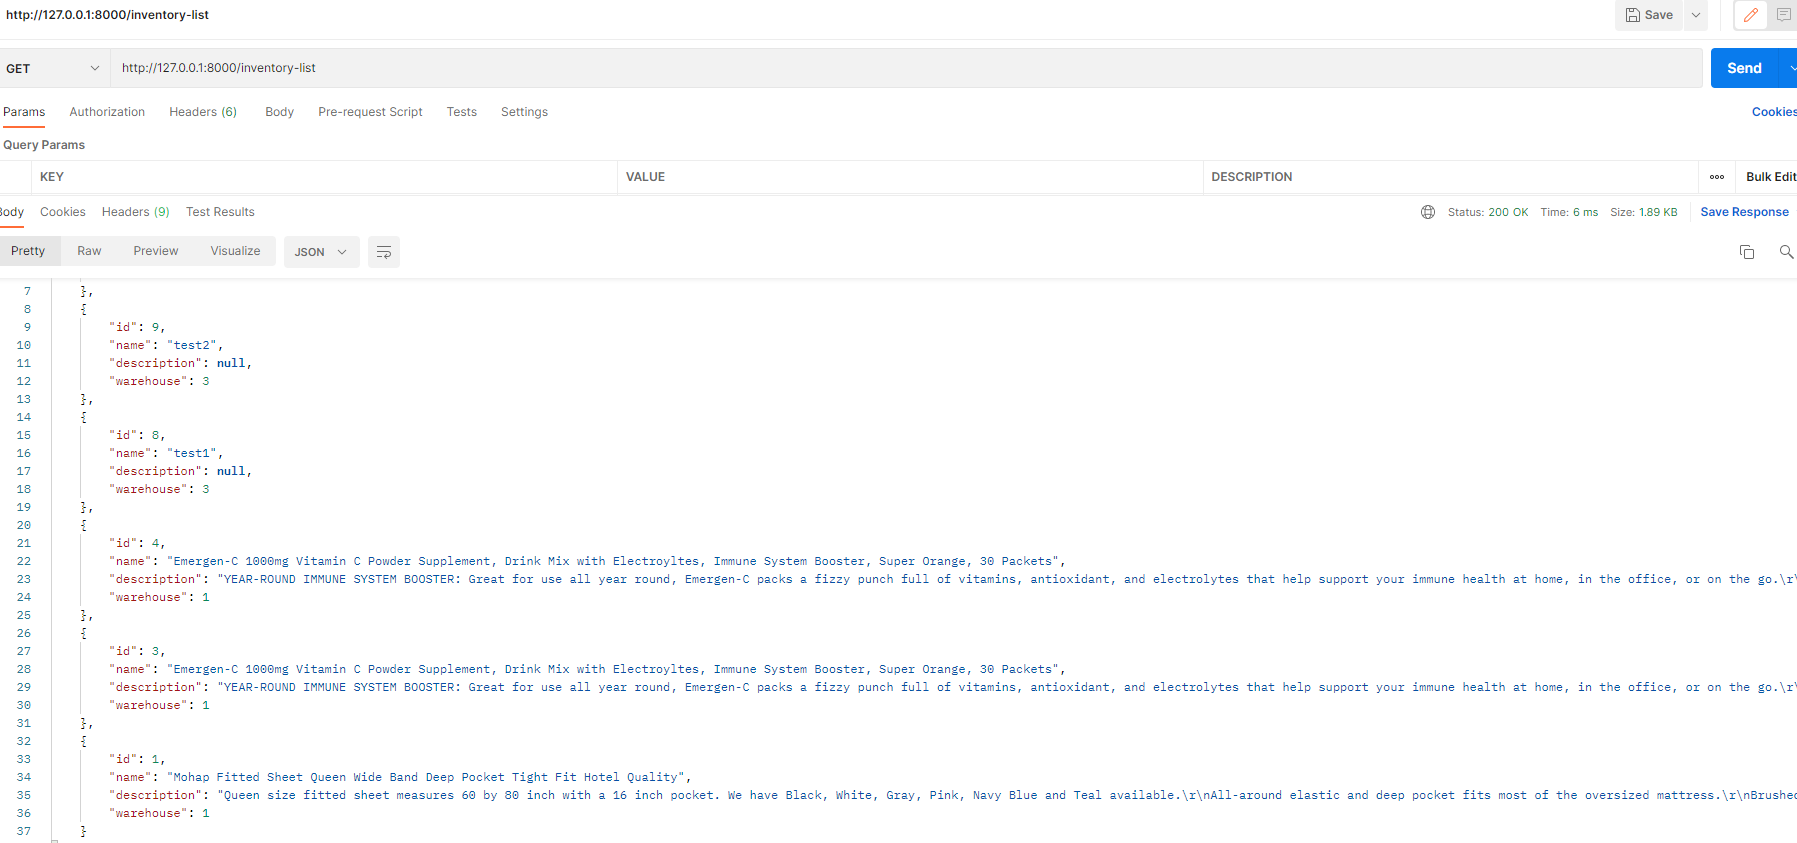 http://127.0.0.1:8000/inventory-list
Save
GET http://127.0.0.1:8000/inventory-list Send
Params Authorization Headers (6) Body Pre-request Script Tests Settings Cookies
Query Params
KEY VALUE DESCRIPTION ooo Bulk Edit
Body Cookies Headers (9) Test Results Status: 200 OK Time: 6 ms Size: 1.89 KB Save Response
Pretty Raw Preview Visualize JSON
7 },
8 {
9 "id": 9,
10 "name": "test2",
11 "description": null,
12 "warehouse": 3
13 },
14 {
15 "id": 8,
16 "name": "test1",
17 "description": null,
18 "warehouse": 3
19 },
20 {
21 "id": 4,
22 "name": "Emergen-C 1000mg Vitamin C Powder Supplement, Drink Mix with Electroyltes, Immune System Booster, Super Orange, 30 Packets",
23 "description": "YEAR-ROUND IMMUNE SYSTEM BOOSTER: Great for use all year round, Emergen-C packs a fizzy punch full of vitamins, antioxidant, and electrolytes that help support your immune health at home, in the office, or on the go.\r\
24 "warehouse": 1
25 },
26 {
27 "id": 3,
28 "name": "Emergen-C 1000mg Vitamin C Powder Supplement, Drink Mix with Electroyltes, Immune System Booster, Super Orange, 30 Packets",
29 "description": "YEAR-ROUND IMMUNE SYSTEM BOOSTER: Great for use all year round, Emergen-C packs a fizzy punch full of vitamins, antioxidant, and electrolytes that help support your immune health at home, in the office, or on the go.\r\
30 "warehouse": 1
31 },
32 {
33 "id": 1,
34 "name": "Mohap Fitted Sheet Queen Wide Band Deep Pocket Tight Fit Hotel Quality",
35 "description": "Queen size fitted sheet measures 60 by 80 inch with a 16 inch pocket. We have Black, White, Gray, Pink, Navy Blue and Teal available.\r\nAll-around elastic and deep pocket fits most of the oversized mattress.\r\nBrushed
36 "warehouse": 1
37 }